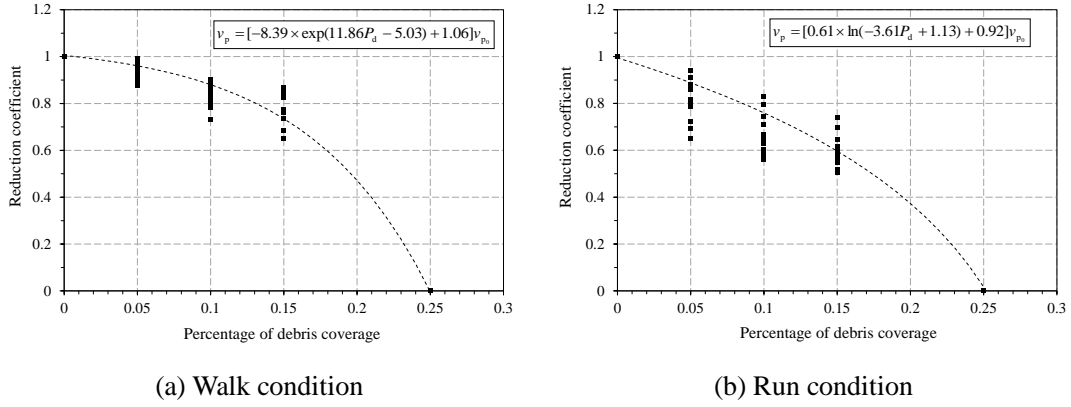 v_p = [-8.39 × exp(11.86P_d - 5.03) + 1.06]v_{p_0}
Reduction coefficient
1.2
1
0.8
0.6
0.4
0.2
0
0 0.05 0.1 0.15 0.2 0.25 0.3
Percentage of debris coverage
(a) Walk condition
v_p = [0.61 × ln(-3.61P_d + 1.13) + 0.92]v_{p_0}
Reduction coefficient
1.2
1
0.8
0.6
0.4
0.2
0
0 0.05 0.1 0.15 0.2 0.25 0.3
Percentage of debris coverage
(b) Run condition